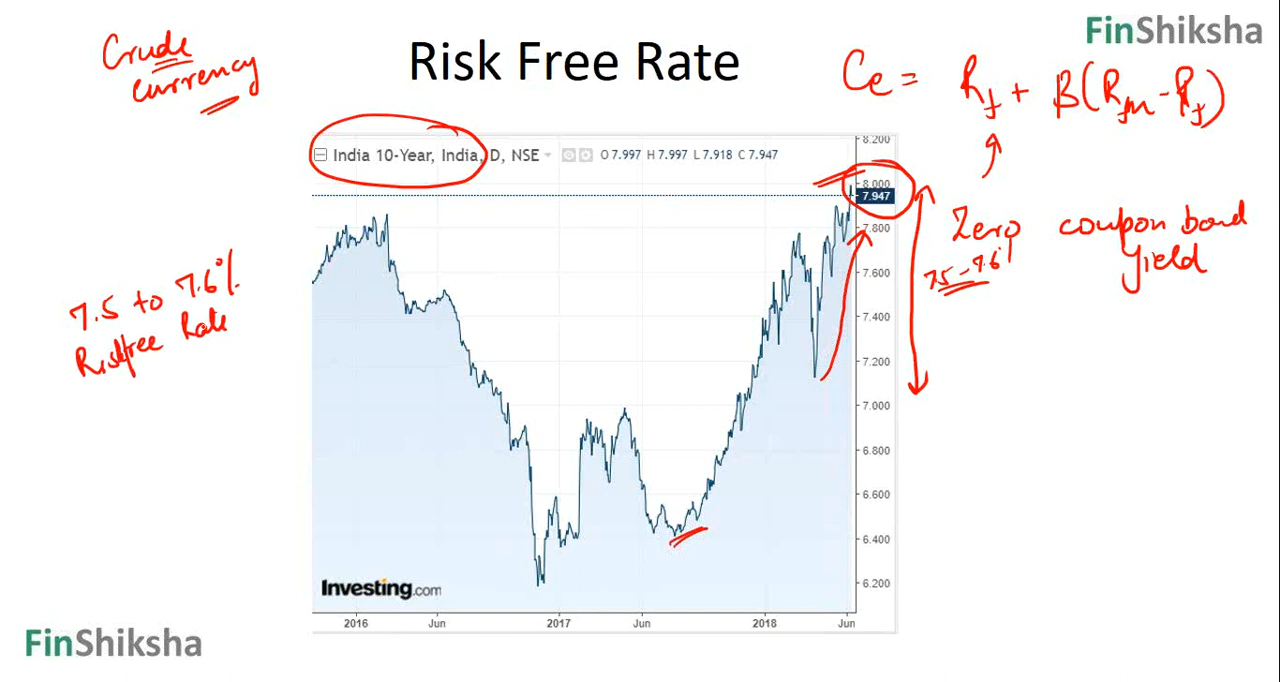 FinShiksha
Risk Free Rate
Crude
currency
Ce = Rf + β(Rm - Rf)
India 10-Year, India, D, NSE O 7.997 H 7.997 L 7.918 C 7.947
8.200
8.000
7.947
7.800
7.600
7.400
7.200
7.000
6.800
6.600
6.400
6.200
Zero coupon bond
yield
7.5-7.6%
7.5 to 7.6%
Riskfree Rate
Investing.com
2016 Jun 2017 Jun 2018 Jun
FinShiksha